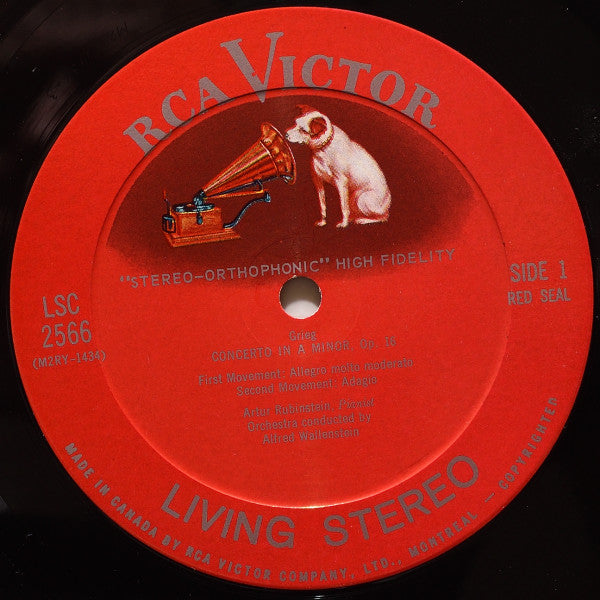 RCA VICTOR
"STEREO-ORTHOPHONIC" HIGH FIDELITY
LSC
2566
(M2RY-1434)
SIDE 1
RED SEAL
Grieg
CONCERTO IN A MINOR, Op. 16
First Movement: Allegro molto moderato
Second Movement: Adagio
Artur Rubinstein, Pianist
Orchestra conducted by
Alfred Wallenstein
LIVING STEREO
MADE IN CANADA BY RCA VICTOR COMPANY, LTD., MONTREAL — COPYRIGHTED